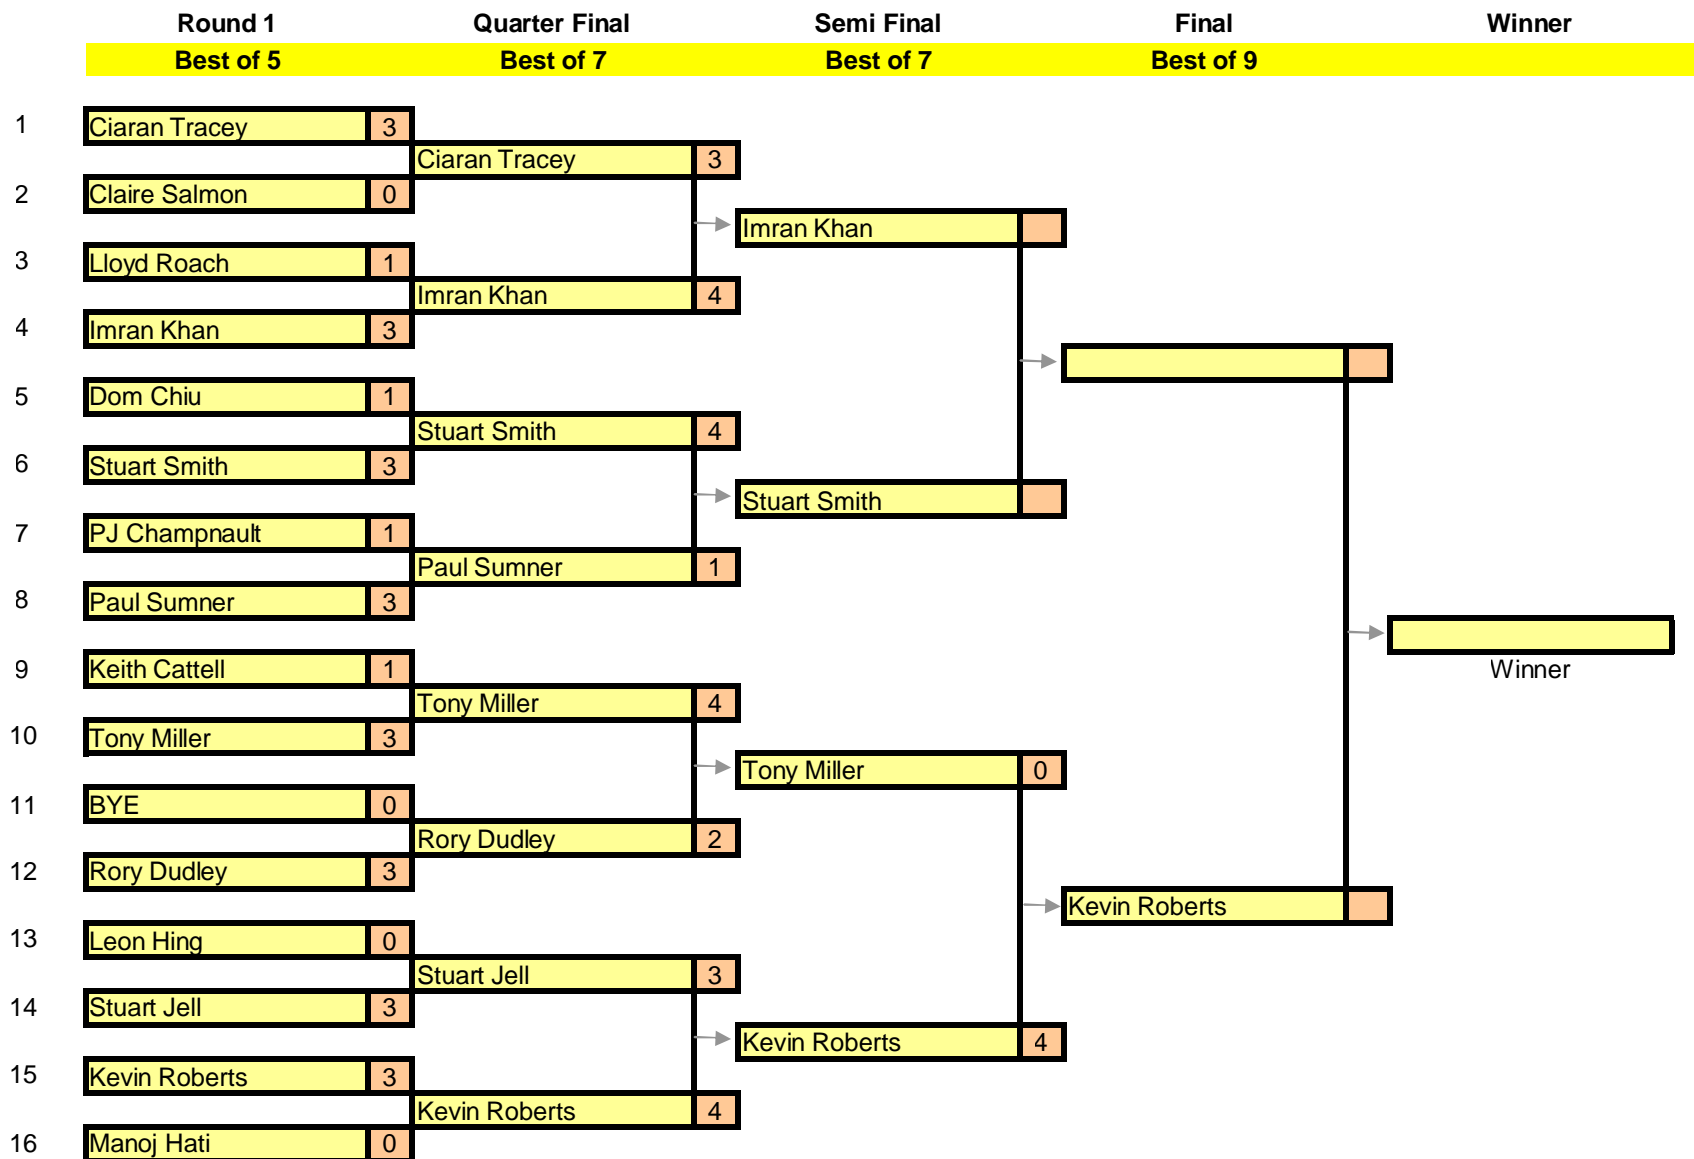 Round 1 Quarter Final Semi Final Final Winner
Best of 5 Best of 7 Best of 7 Best of 9
1 Ciaran Tracey 3
Ciaran Tracey 3
2 Claire Salmon 0
Imran Khan
3 Lloyd Roach 1
Imran Khan 4
4 Imran Khan 3
5 Dom Chiu 1
Stuart Smith 4
6 Stuart Smith 3
Stuart Smith
7 PJ Champnault 1
Paul Sumner 1
8 Paul Sumner 3
9 Keith Cattell 1
Winner
Tony Miller 4
10 Tony Miller 3
Tony Miller 0
11 BYE 0
Rory Dudley 2
12 Rory Dudley 3
Kevin Roberts
13 Leon Hing 0
Stuart Jell 3
14 Stuart Jell 3
Kevin Roberts 4
15 Kevin Roberts 3
Kevin Roberts 4
16 Manoj Hati 0